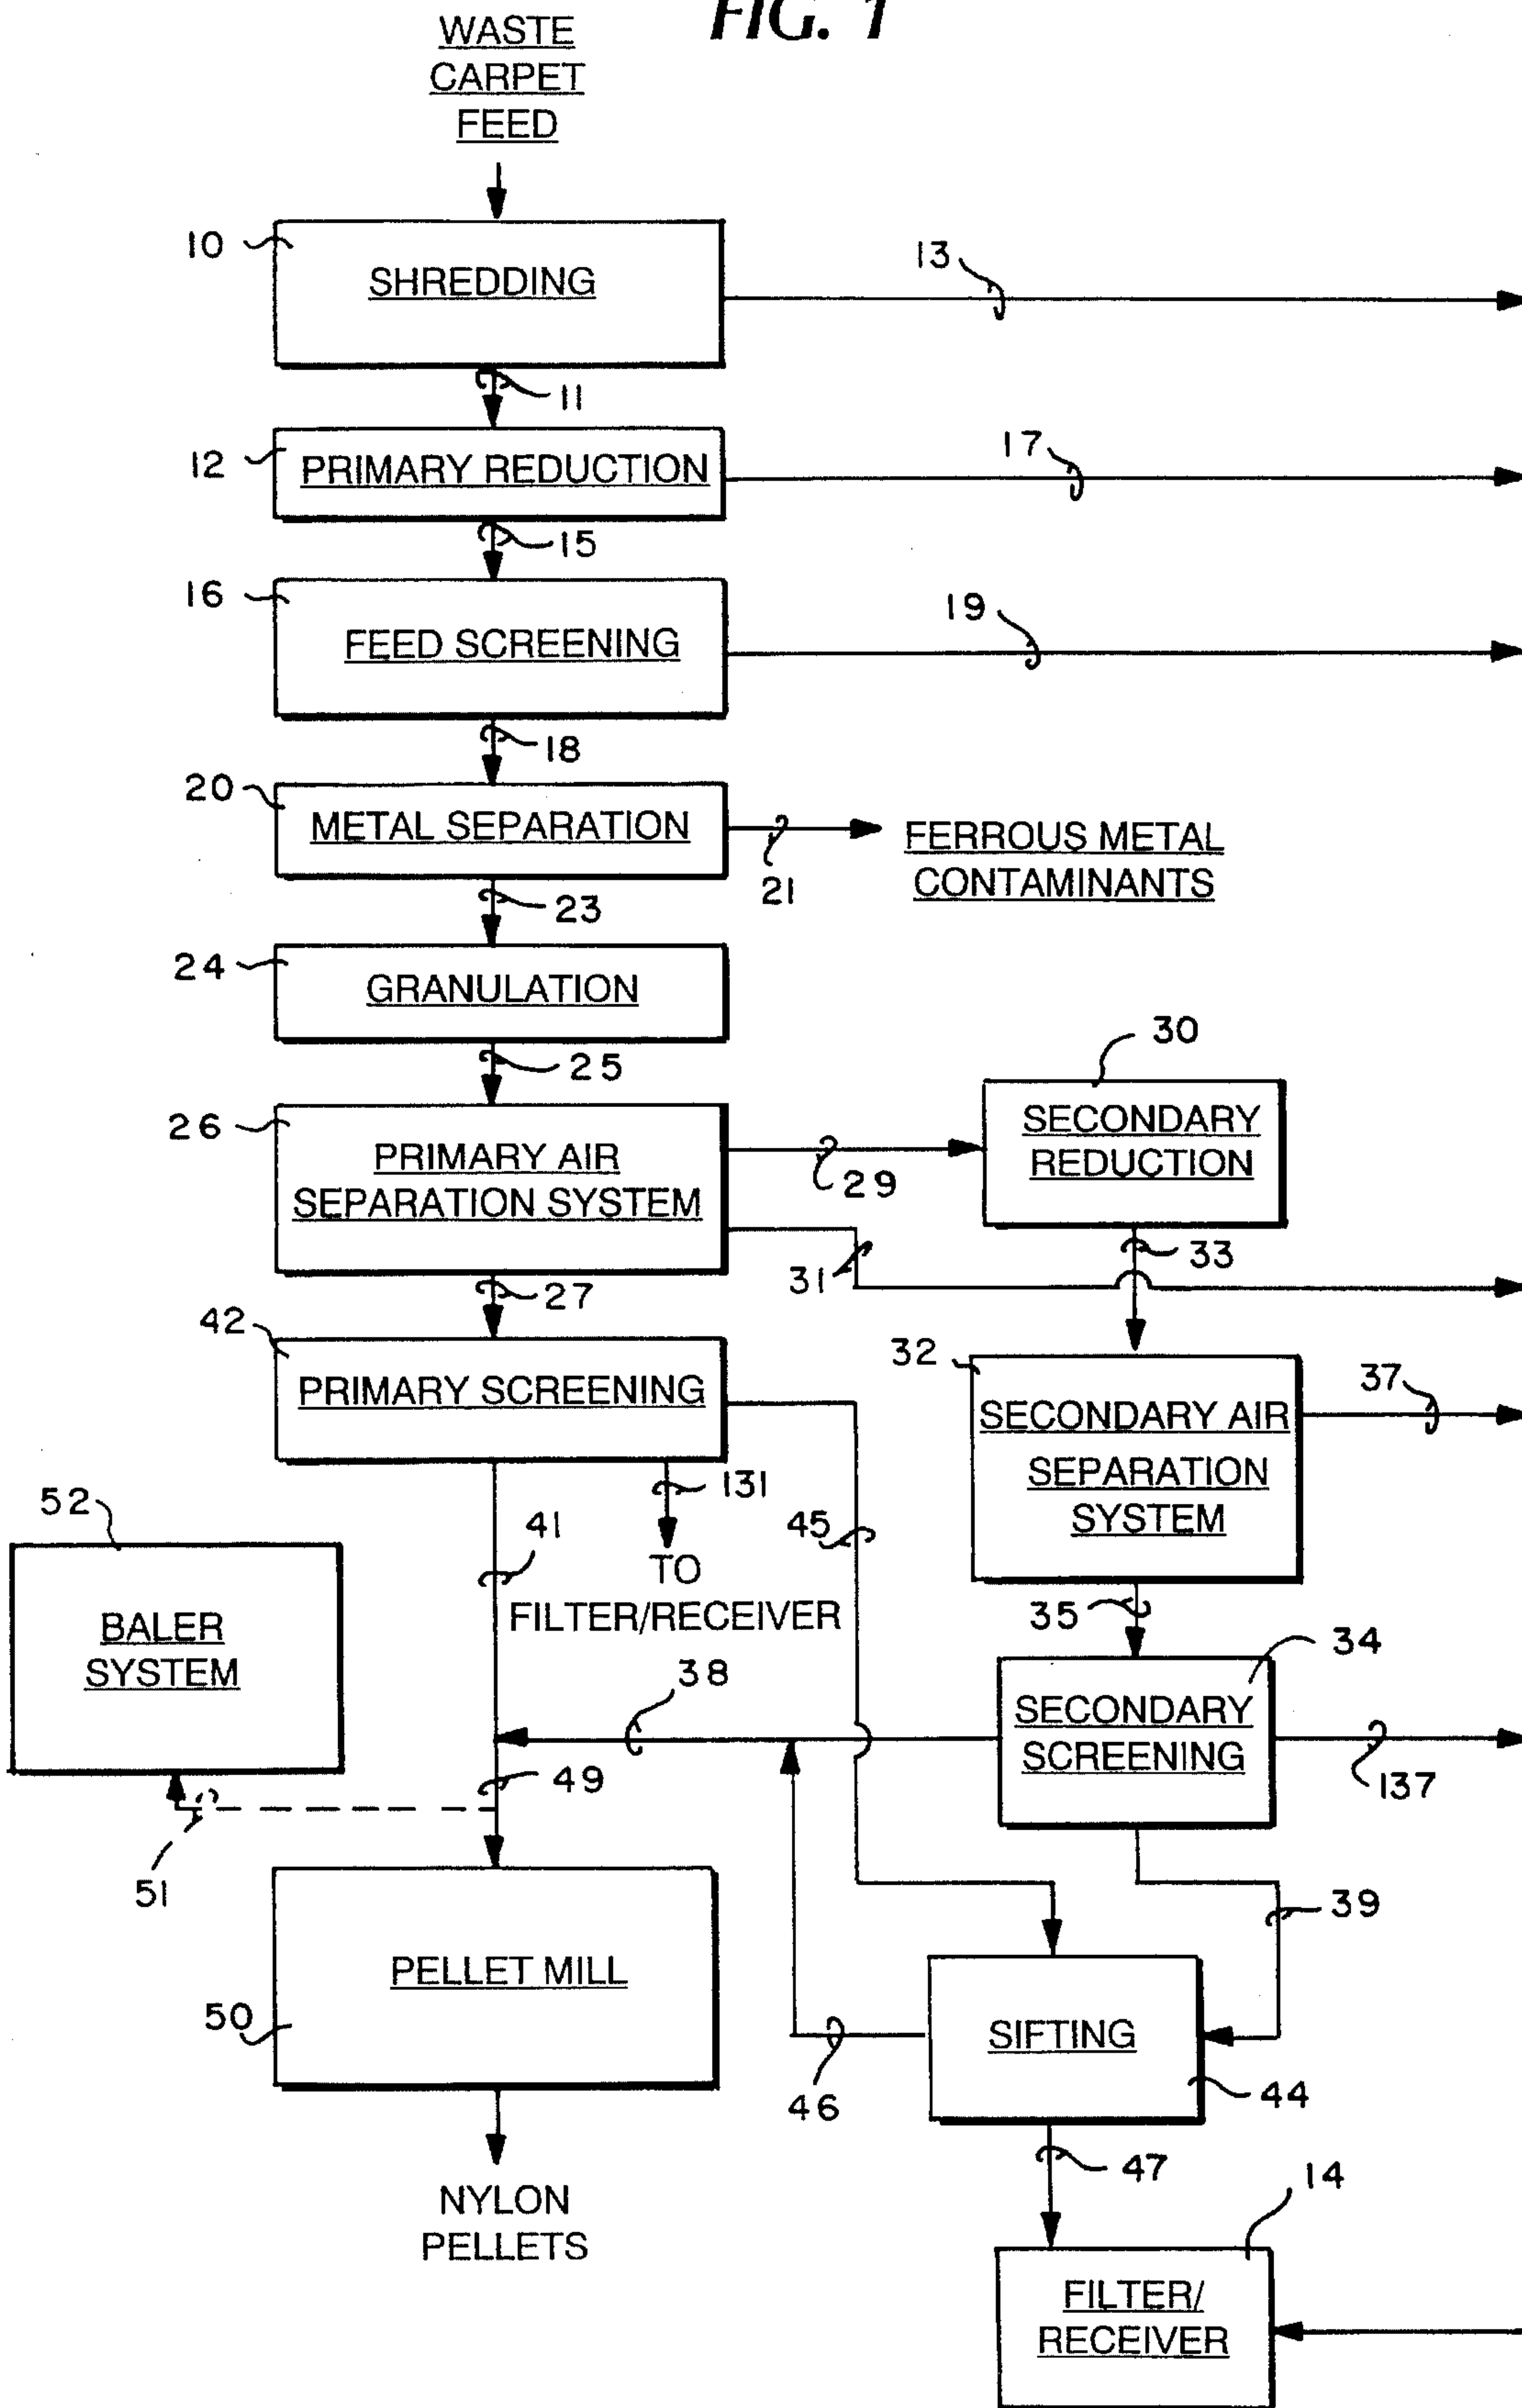 FIG. 1
WASTE
CARPET
FEED
10
SHREDDING
13
11
12
PRIMARY REDUCTION
17
15
16
FEED SCREENING
19
18
20
METAL SEPARATION
21
FERROUS METAL
CONTAMINANTS
23
24
GRANULATION
25
30
SECONDARY
REDUCTION
26
PRIMARY AIR
SEPARATION SYSTEM
29
31
33
27
42
PRIMARY SCREENING
32
SECONDARY AIR
SEPARATION
SYSTEM
37
131
TO
FILTER/RECEIVER
41
45
52
BALER
SYSTEM
35
34
SECONDARY
SCREENING
38
137
49
51
39
PELLET MILL
50
SIFTING
46
44
47
NYLON
PELLETS
14
FILTER/
RECEIVER